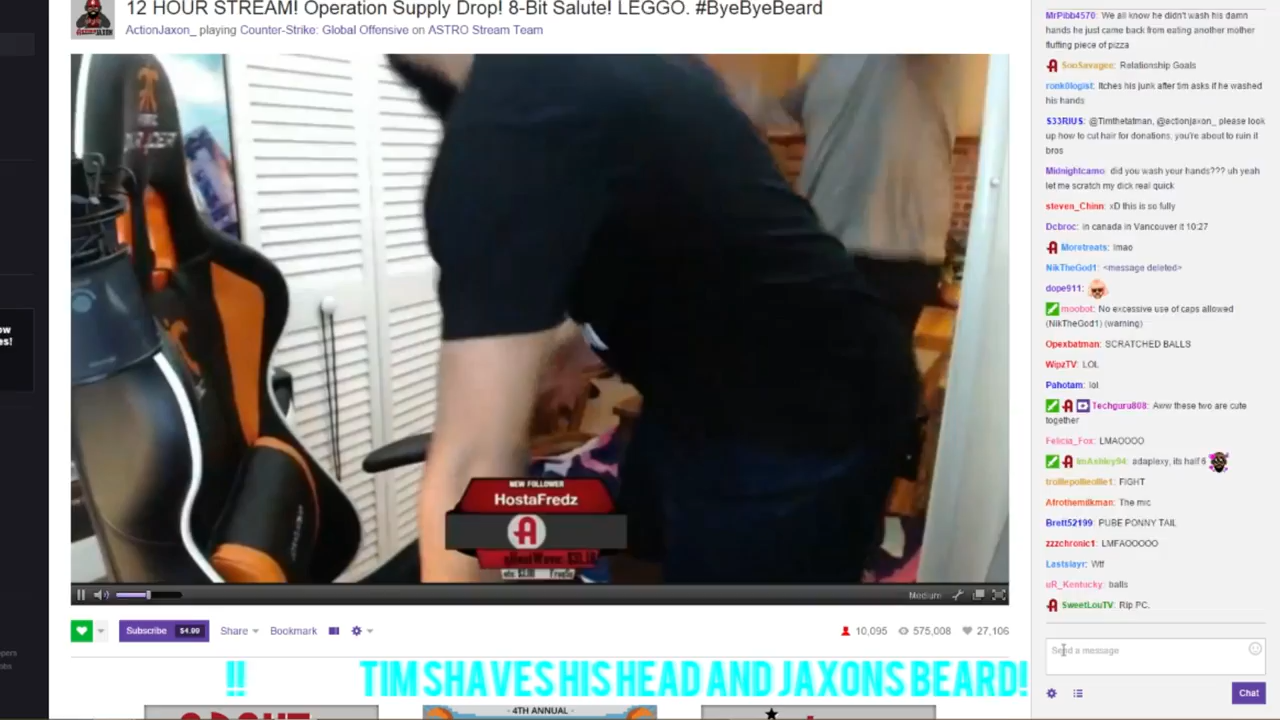 12 HOUR STREAM! Operation Supply Drop! 8-Bit Salute! LEGGO. #ByeByeBeard
ActionJaxon_ playing Counter-Strike: Global Offensive on ASTRO Stream Team
NEW FOLLOWER
HostaFredz
A
Medium
Subscribe $4.99
Share
Bookmark
10,095
575,008
27,106
!! TIM SHAVES HIS HEAD AND JAXONS BEARD!
- 4TH ANNUAL -
MrPibb4570: We all know he didn't wash his damn
hands he just came back from eating another mother
fluffing piece of pizza
SooSavagee: Relationship Goals
ronk0logist: Itches his junk after tim asks if he washed
his hands
S33RIUS: @Timthetatman, @actionjaxon_ please look
up how to cut hair for donations, you're about to ruin it
bros
Midnightcamo: did you wash your hands??? uh yeah
let me scratch my dick real quick
steven_Chinn: xD this is so fully
Dcbroc: in canada in Vancouver it 10:27
Moretreats: lmao
NikTheGod1: <message deleted>
dope911:
moobot: No excessive use of caps allowed
(NikTheGod1) (warning)
Opexbatman: SCRATCHED BALLS
WipzTV: LOL
Pahotam: lol
Techguru808: Aww these two are cute
together
Felicia_Fox: LMAOOOO
ImAshley94: adaplexy, its half 6
trolliepollieollie1: FIGHT
Afrothemilkman: The mic
Brett52199: PUBE PONNY TAIL
zzzchronic1: LMFAOOOOO
Lastslayr: Wtf
uR_Kentucky: balls
SweetLouTV: Rip PC.
Send a message
Chat